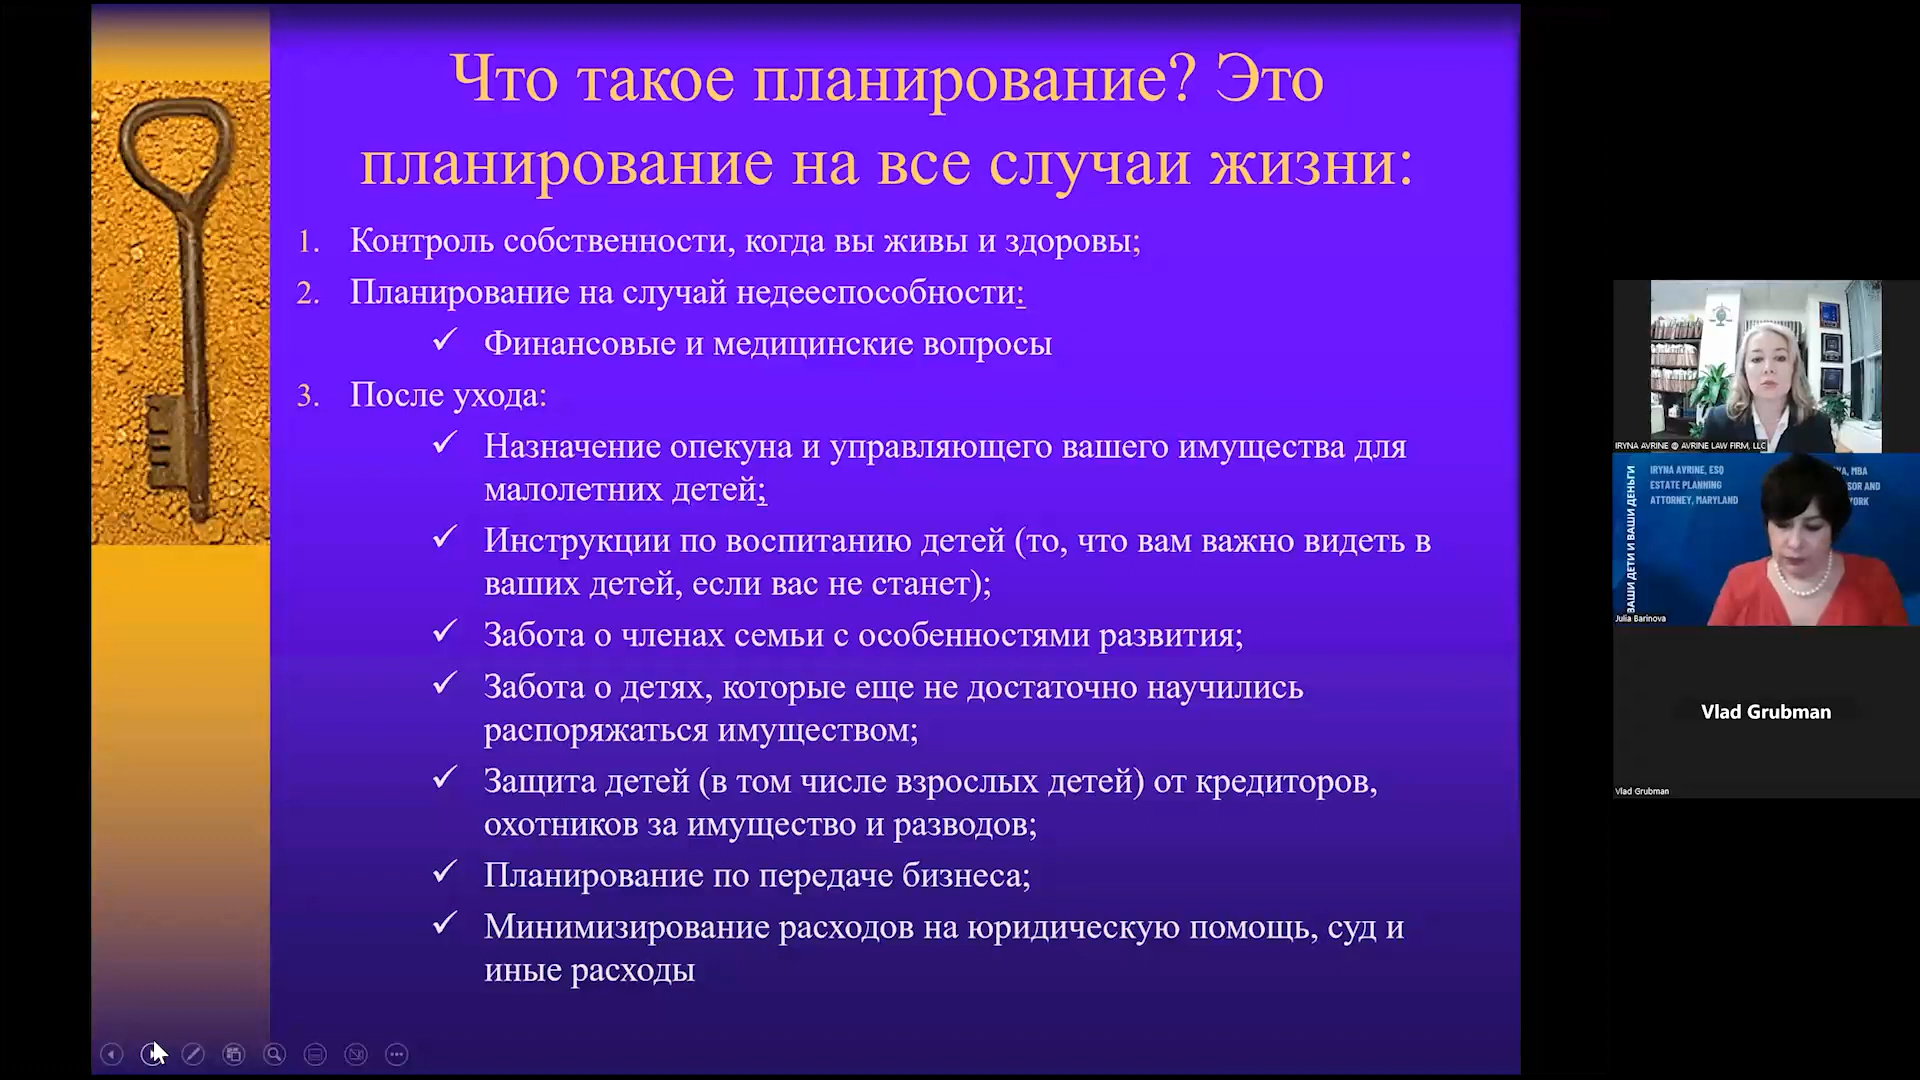 Что такое планирование? Это
планирование на все случаи жизни:
1. Контроль собственности, когда вы живы и здоровы;
2. Планирование на случай недееспособности:
✓ Финансовые и медицинские вопросы
3. После ухода:
✓ Назначение опекуна и управляющего вашего имущества для
малолетних детей;
✓ Инструкции по воспитанию детей (то, что вам важно видеть в
ваших детей, если вас не станет);
✓ Забота о членах семьи с особенностями развития;
✓ Забота о детях, которые еще не достаточно научились
распоряжаться имуществом;
✓ Защита детей (в том числе взрослых детей) от кредиторов,
охотников за имущество и разводов;
✓ Планирование по передаче бизнеса;
✓ Минимизирование расходов на юридическую помощь, суд и
иные расходы
IRYNA AVRINE @ AVRINE LAW FIRM, LLC
ВАШИ ДЕТИ И ВАШИ ДЕНЬГИ
IRYNA AVRINE, ESQ
ESTATE PLANNING
ATTORNEY, MARYLAND
MBA
AND
Julia Barinova
Vlad Grubman
Vlad Grubman